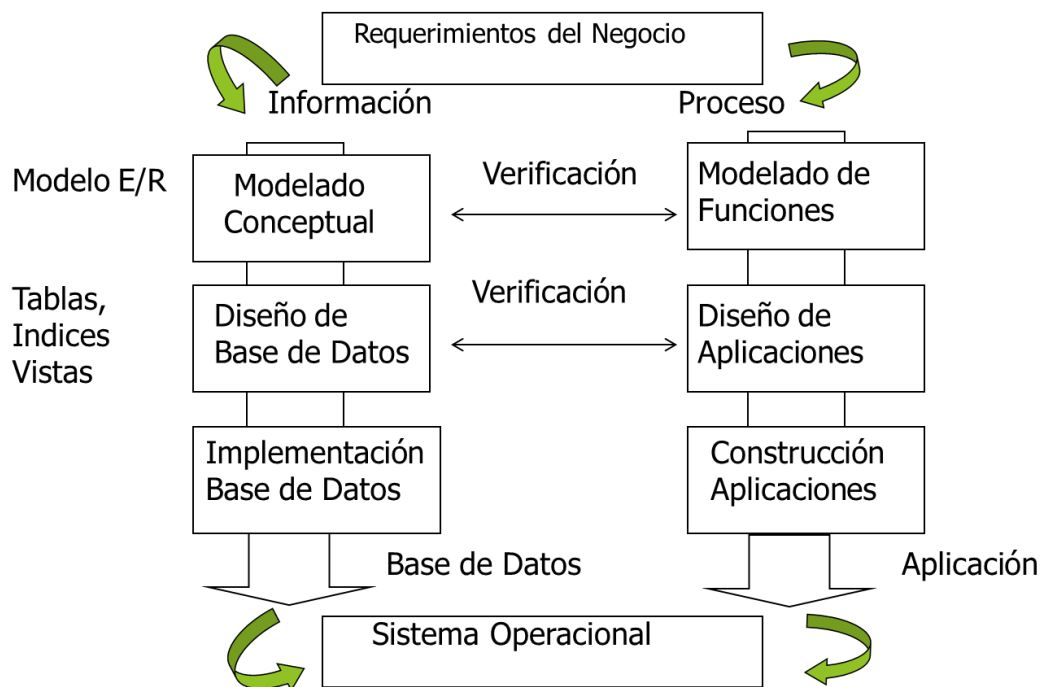 Requerimientos del Negocio
Información
Proceso
Modelo E/R
Modelado
Conceptual
Verificación
Modelado de
Funciones
Tablas,
Indices
Vistas
Diseño de
Base de Datos
Verificación
Diseño de
Aplicaciones
Implementación
Base de Datos
Construcción
Aplicaciones
Base de Datos
Aplicación
Sistema Operacional